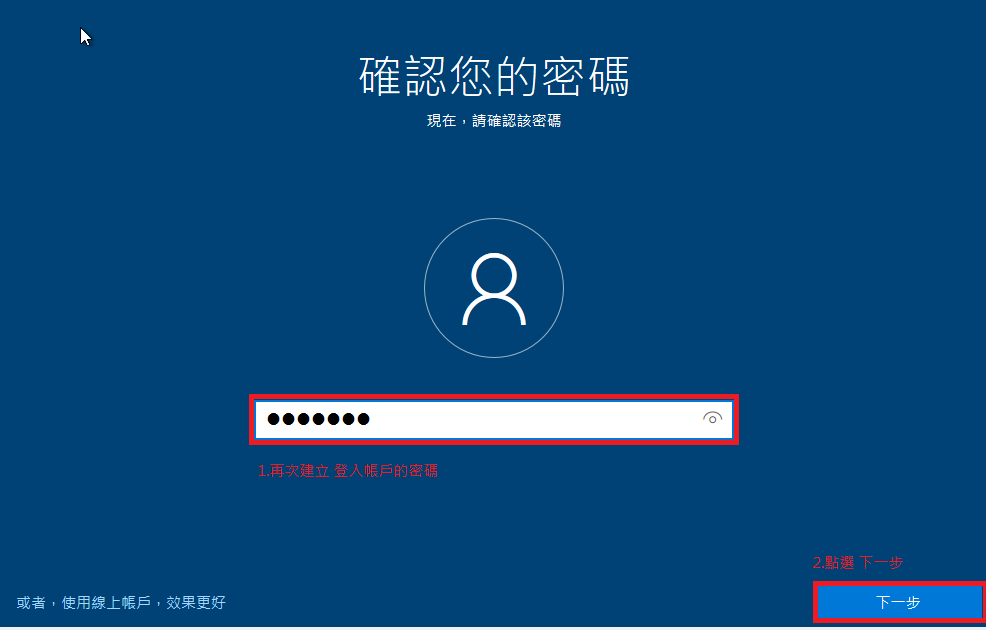 確認您的密碼
現在，請確認該密碼
●●●●●●●
1.再次建立 登入帳戶的密碼
2.點選 下一步
或者，使用線上帳戶，效果更好
下一步